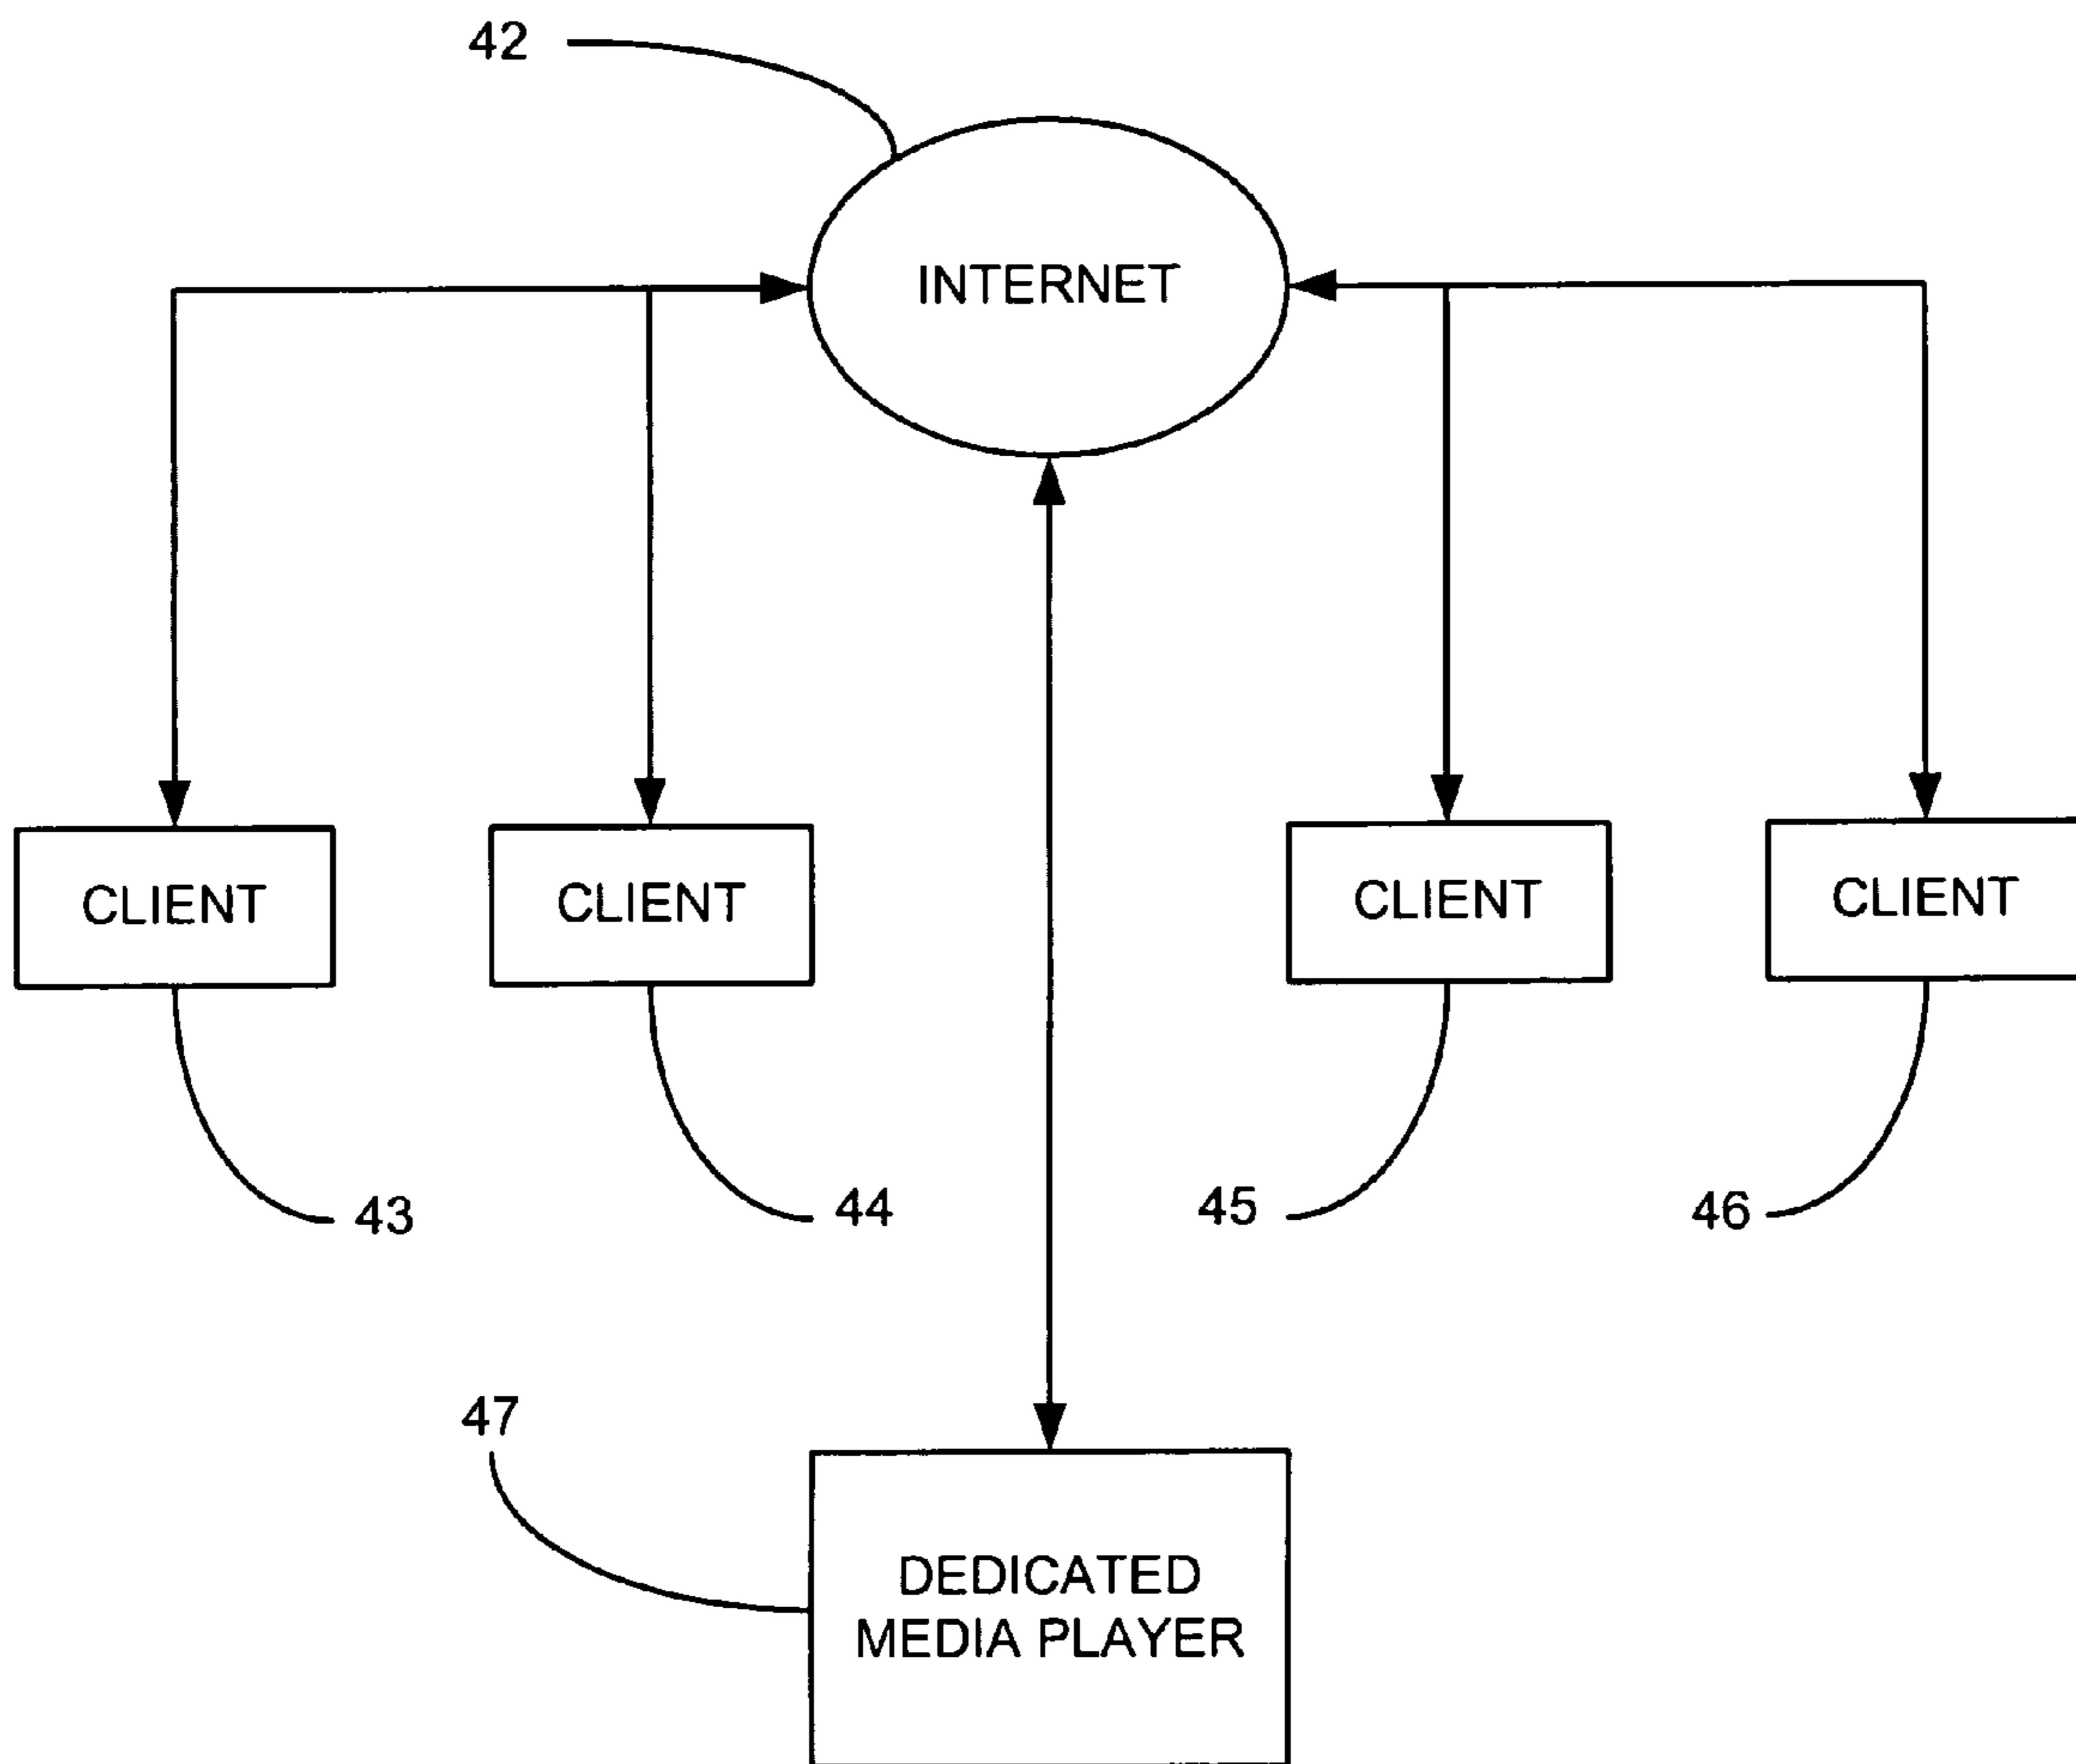 42
INTERNET
CLIENT
CLIENT
CLIENT
CLIENT
43
44
45
46
47
DEDICATED
MEDIA PLAYER